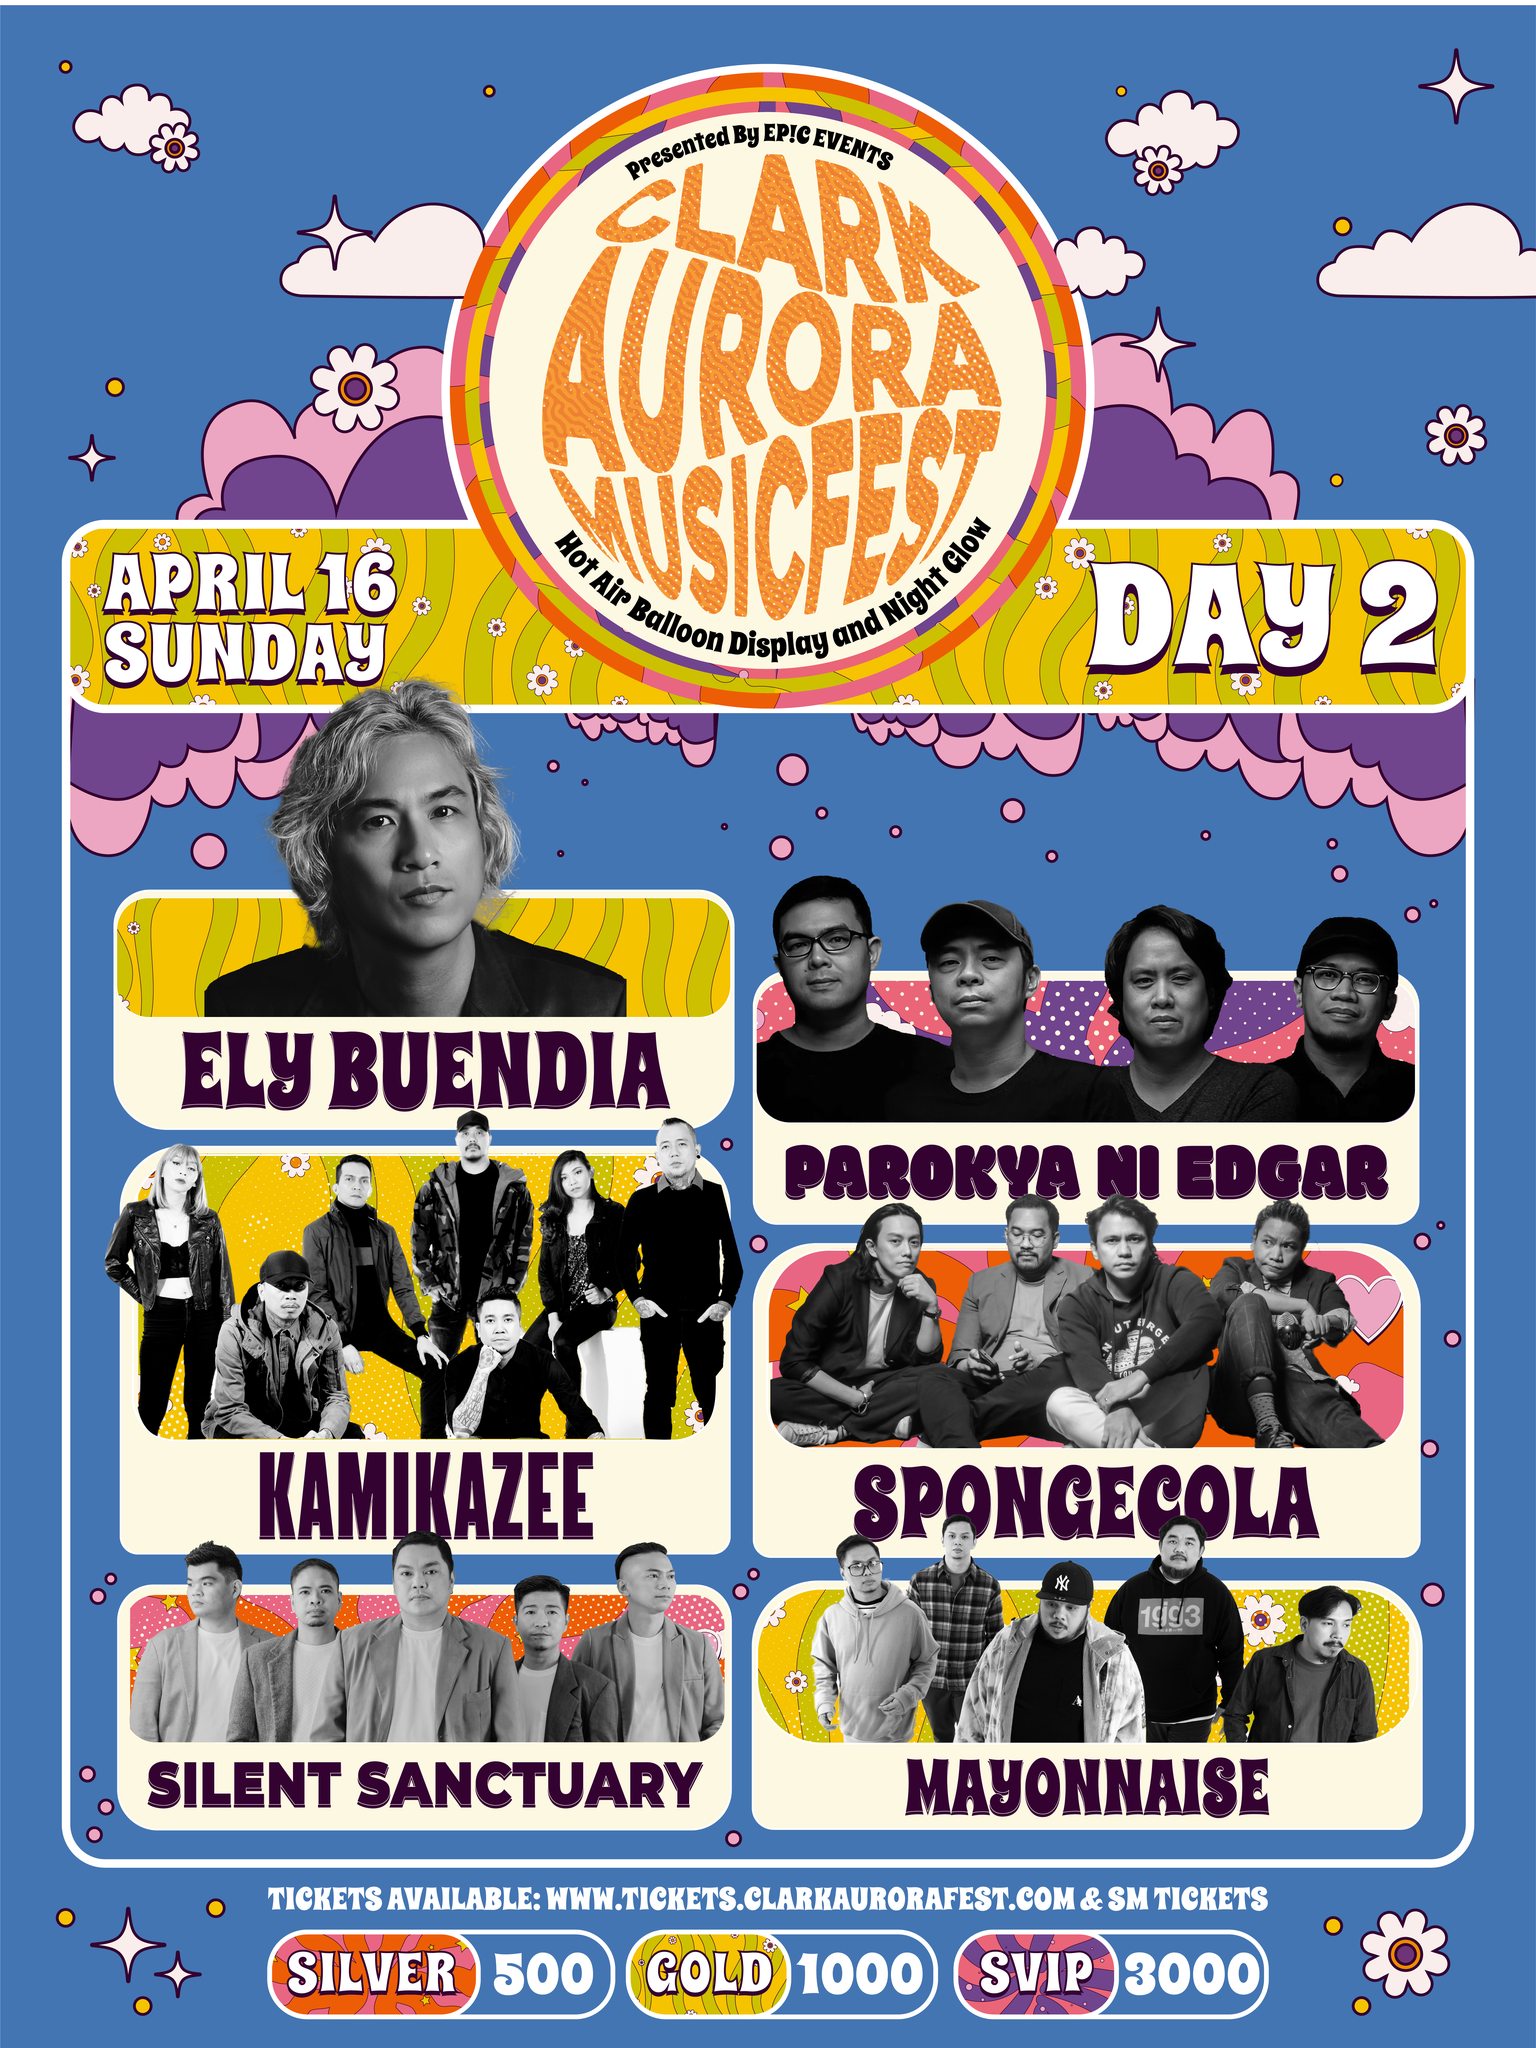 Presented By EP!C EVENTS
CLARK
AURORA
MUSICFEST
Hot Air Balloon Display and Night Glow
APRIL 16
SUNDAY
DAY 2
ELY BUENDIA
PAROKYA NI EDGAR
KAMIKAZEE
SPONGECOLA
NY
1993
SILENT SANCTUARY
MAYONNAISE
TICKETS AVAILABLE: WWW.TICKETS.CLARKAURORAFEST.COM & SM TICKETS
SILVER 500
GOLD 1000
SVIP 3000